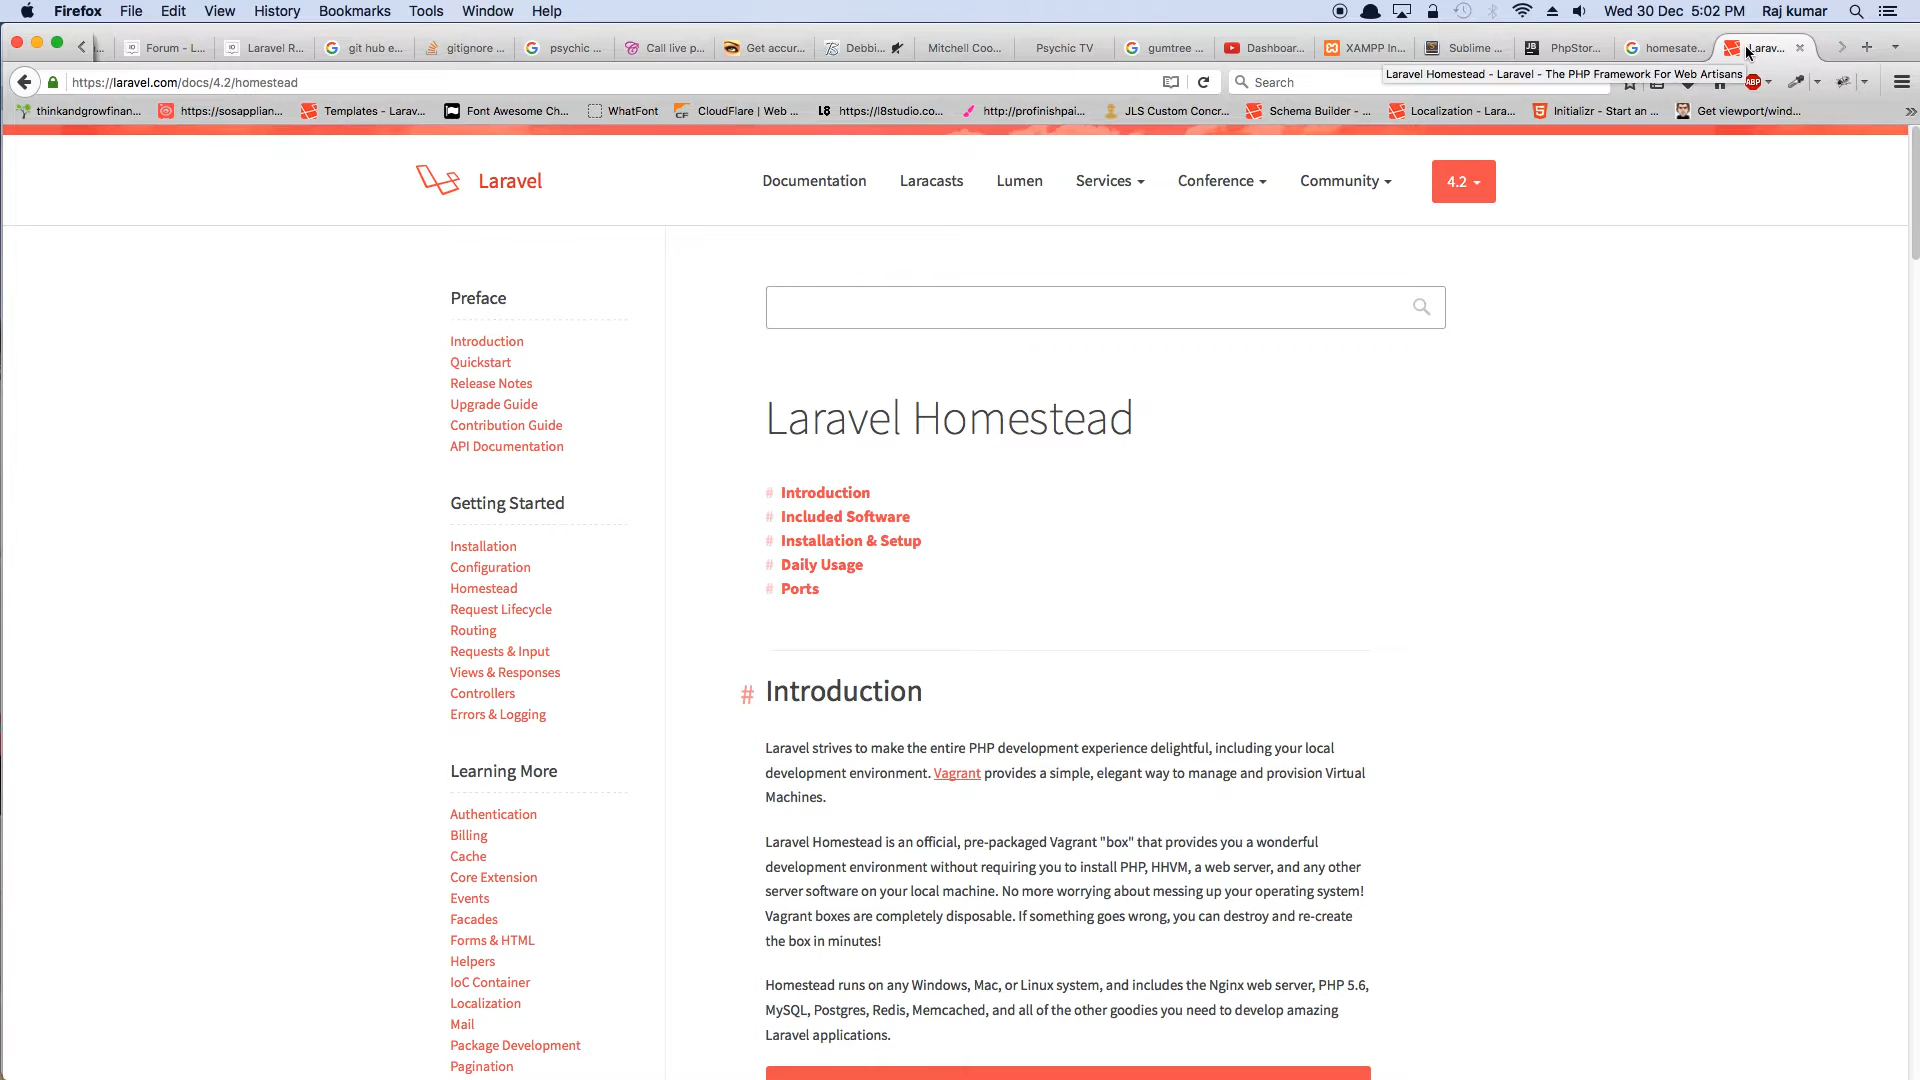 Firefox File Edit View History Bookmarks Tools Window Help Wed 30 Dec 5:02 PM Raj kumar
Forum - L... Laravel R... git hub e... gitignore ... psychic ... Call live p... Get accur... Debbi... Mitchell Coo... Psychic TV gumtree ... Dashboar... XAMPP In... Sublime ... PhpStor... homesate... Larav...
https://laravel.com/docs/4.2/homestead Search ABP
Laravel Homestead - Laravel - The PHP Framework For Web Artisans
thinkandgrowfinan... https://sosapplian... Templates - Larav... Font Awesome Ch... WhatFont CloudFlare | Web ... L8 https://l8studio.co... http://profinishpai... JLS Custom Concr... Schema Builder - ... Localization - Lara... Initializr - Start an ... Get viewport/wind...
Laravel Documentation Laracasts Lumen Services Conference Community 4.2
Preface
Introduction
Quickstart
Release Notes
Upgrade Guide
Contribution Guide
API Documentation
Getting Started
Installation
Configuration
Homestead
Request Lifecycle
Routing
Requests & Input
Views & Responses
Controllers
Errors & Logging
Learning More
Authentication
Billing
Cache
Core Extension
Events
Facades
Forms & HTML
Helpers
IoC Container
Localization
Mail
Package Development
Pagination
Laravel Homestead
# Introduction
# Included Software
# Installation & Setup
# Daily Usage
# Ports
# Introduction
Laravel strives to make the entire PHP development experience delightful, including your local
development environment. Vagrant provides a simple, elegant way to manage and provision Virtual
Machines.
Laravel Homestead is an official, pre-packaged Vagrant "box" that provides you a wonderful
development environment without requiring you to install PHP, HHVM, a web server, and any other
server software on your local machine. No more worrying about messing up your operating system!
Vagrant boxes are completely disposable. If something goes wrong, you can destroy and re-create
the box in minutes!
Homestead runs on any Windows, Mac, or Linux system, and includes the Nginx web server, PHP 5.6,
MySQL, Postgres, Redis, Memcached, and all of the other goodies you need to develop amazing
Laravel applications.